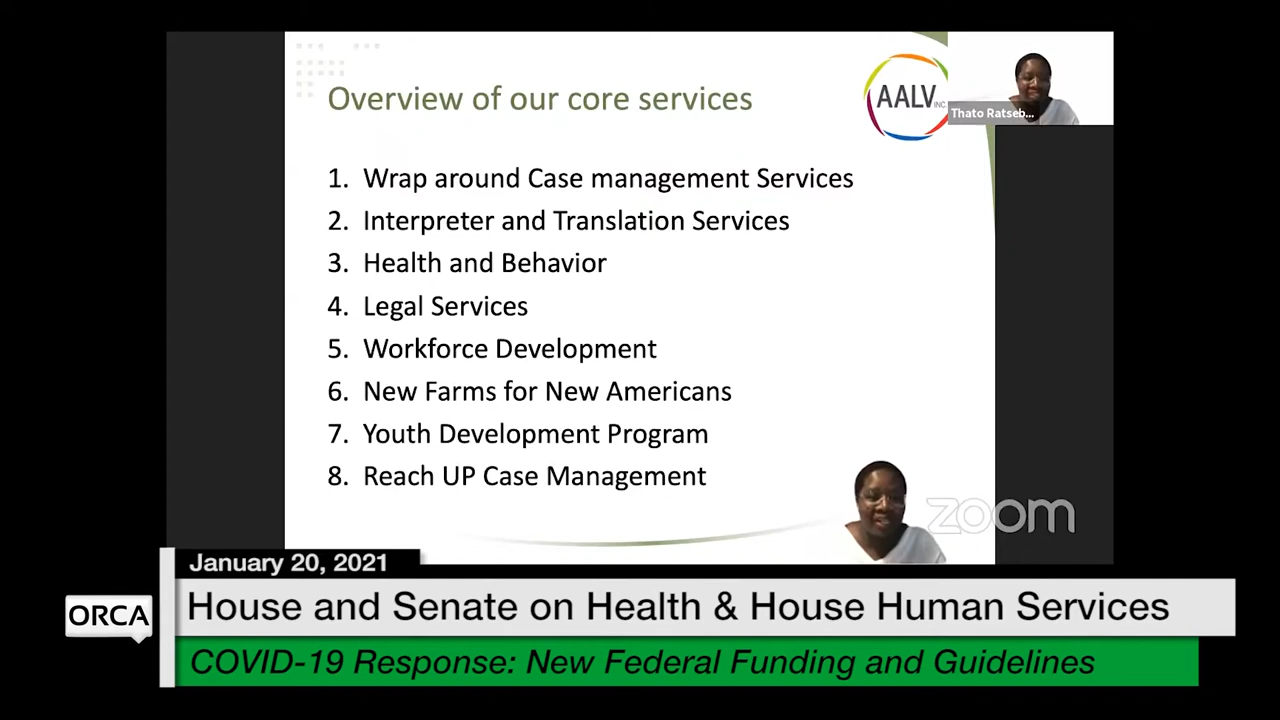 Overview of our core services
AALV INC.
Thato Ratseb...
1. Wrap around Case management Services
2. Interpreter and Translation Services
3. Health and Behavior
4. Legal Services
5. Workforce Development
6. New Farms for New Americans
7. Youth Development Program
8. Reach UP Case Management
zoom
January 20, 2021
ORCA
House and Senate on Health & House Human Services
COVID-19 Response: New Federal Funding and Guidelines